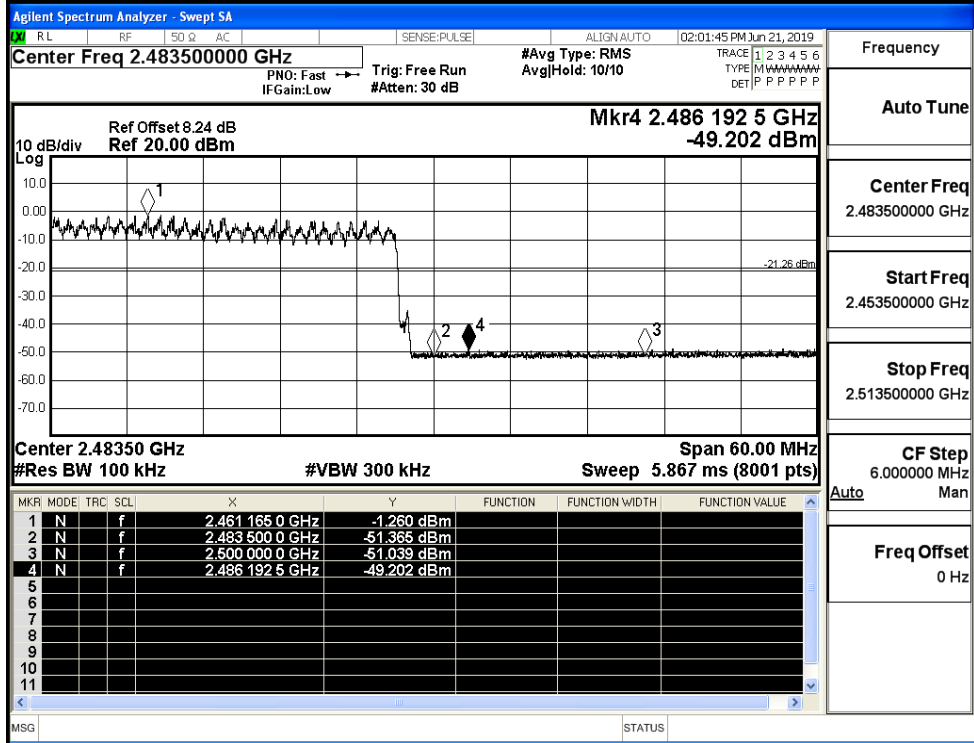 Agilent Spectrum Analyzer - Swept SA
LXI RL RF 50 Ω AC SENSE:PULSE ALIGN AUTO 02:01:45 PM Jun 21, 2019
Center Freq 2.483500000 GHz
PNO: Fast
IFGain:Low
Trig: Free Run
#Atten: 30 dB
#Avg Type: RMS
Avg|Hold: 10/10
TRACE 1 2 3 4 5 6
TYPE M WWWWW
DET P P P P P P
Ref Offset 8.24 dB
10 dB/div Ref 20.00 dBm
Log
Mkr4 2.486 192 5 GHz
-49.202 dBm
10.0
0.00
-10.0
-20.0
-30.0
-40.0
-50.0
-60.0
-70.0
1
-21.26 dBm
2
4
3
Center 2.48350 GHz Span 60.00 MHz
#Res BW 100 kHz #VBW 300 kHz Sweep 5.867 ms (8001 pts)
MKR MODE TRC SCL X Y FUNCTION FUNCTION WIDTH FUNCTION VALUE
1 N f 2.461 165 0 GHz -1.260 dBm
2 N f 2.483 500 0 GHz -51.365 dBm
3 N f 2.500 000 0 GHz -51.039 dBm
4 N f 2.486 192 5 GHz -49.202 dBm
5
6
7
8
9
10
11
MSG STATUS
Frequency
Auto Tune
Center Freq
2.483500000 GHz
Start Freq
2.453500000 GHz
Stop Freq
2.513500000 GHz
CF Step
6.000000 MHz
Auto Man
Freq Offset
0 Hz